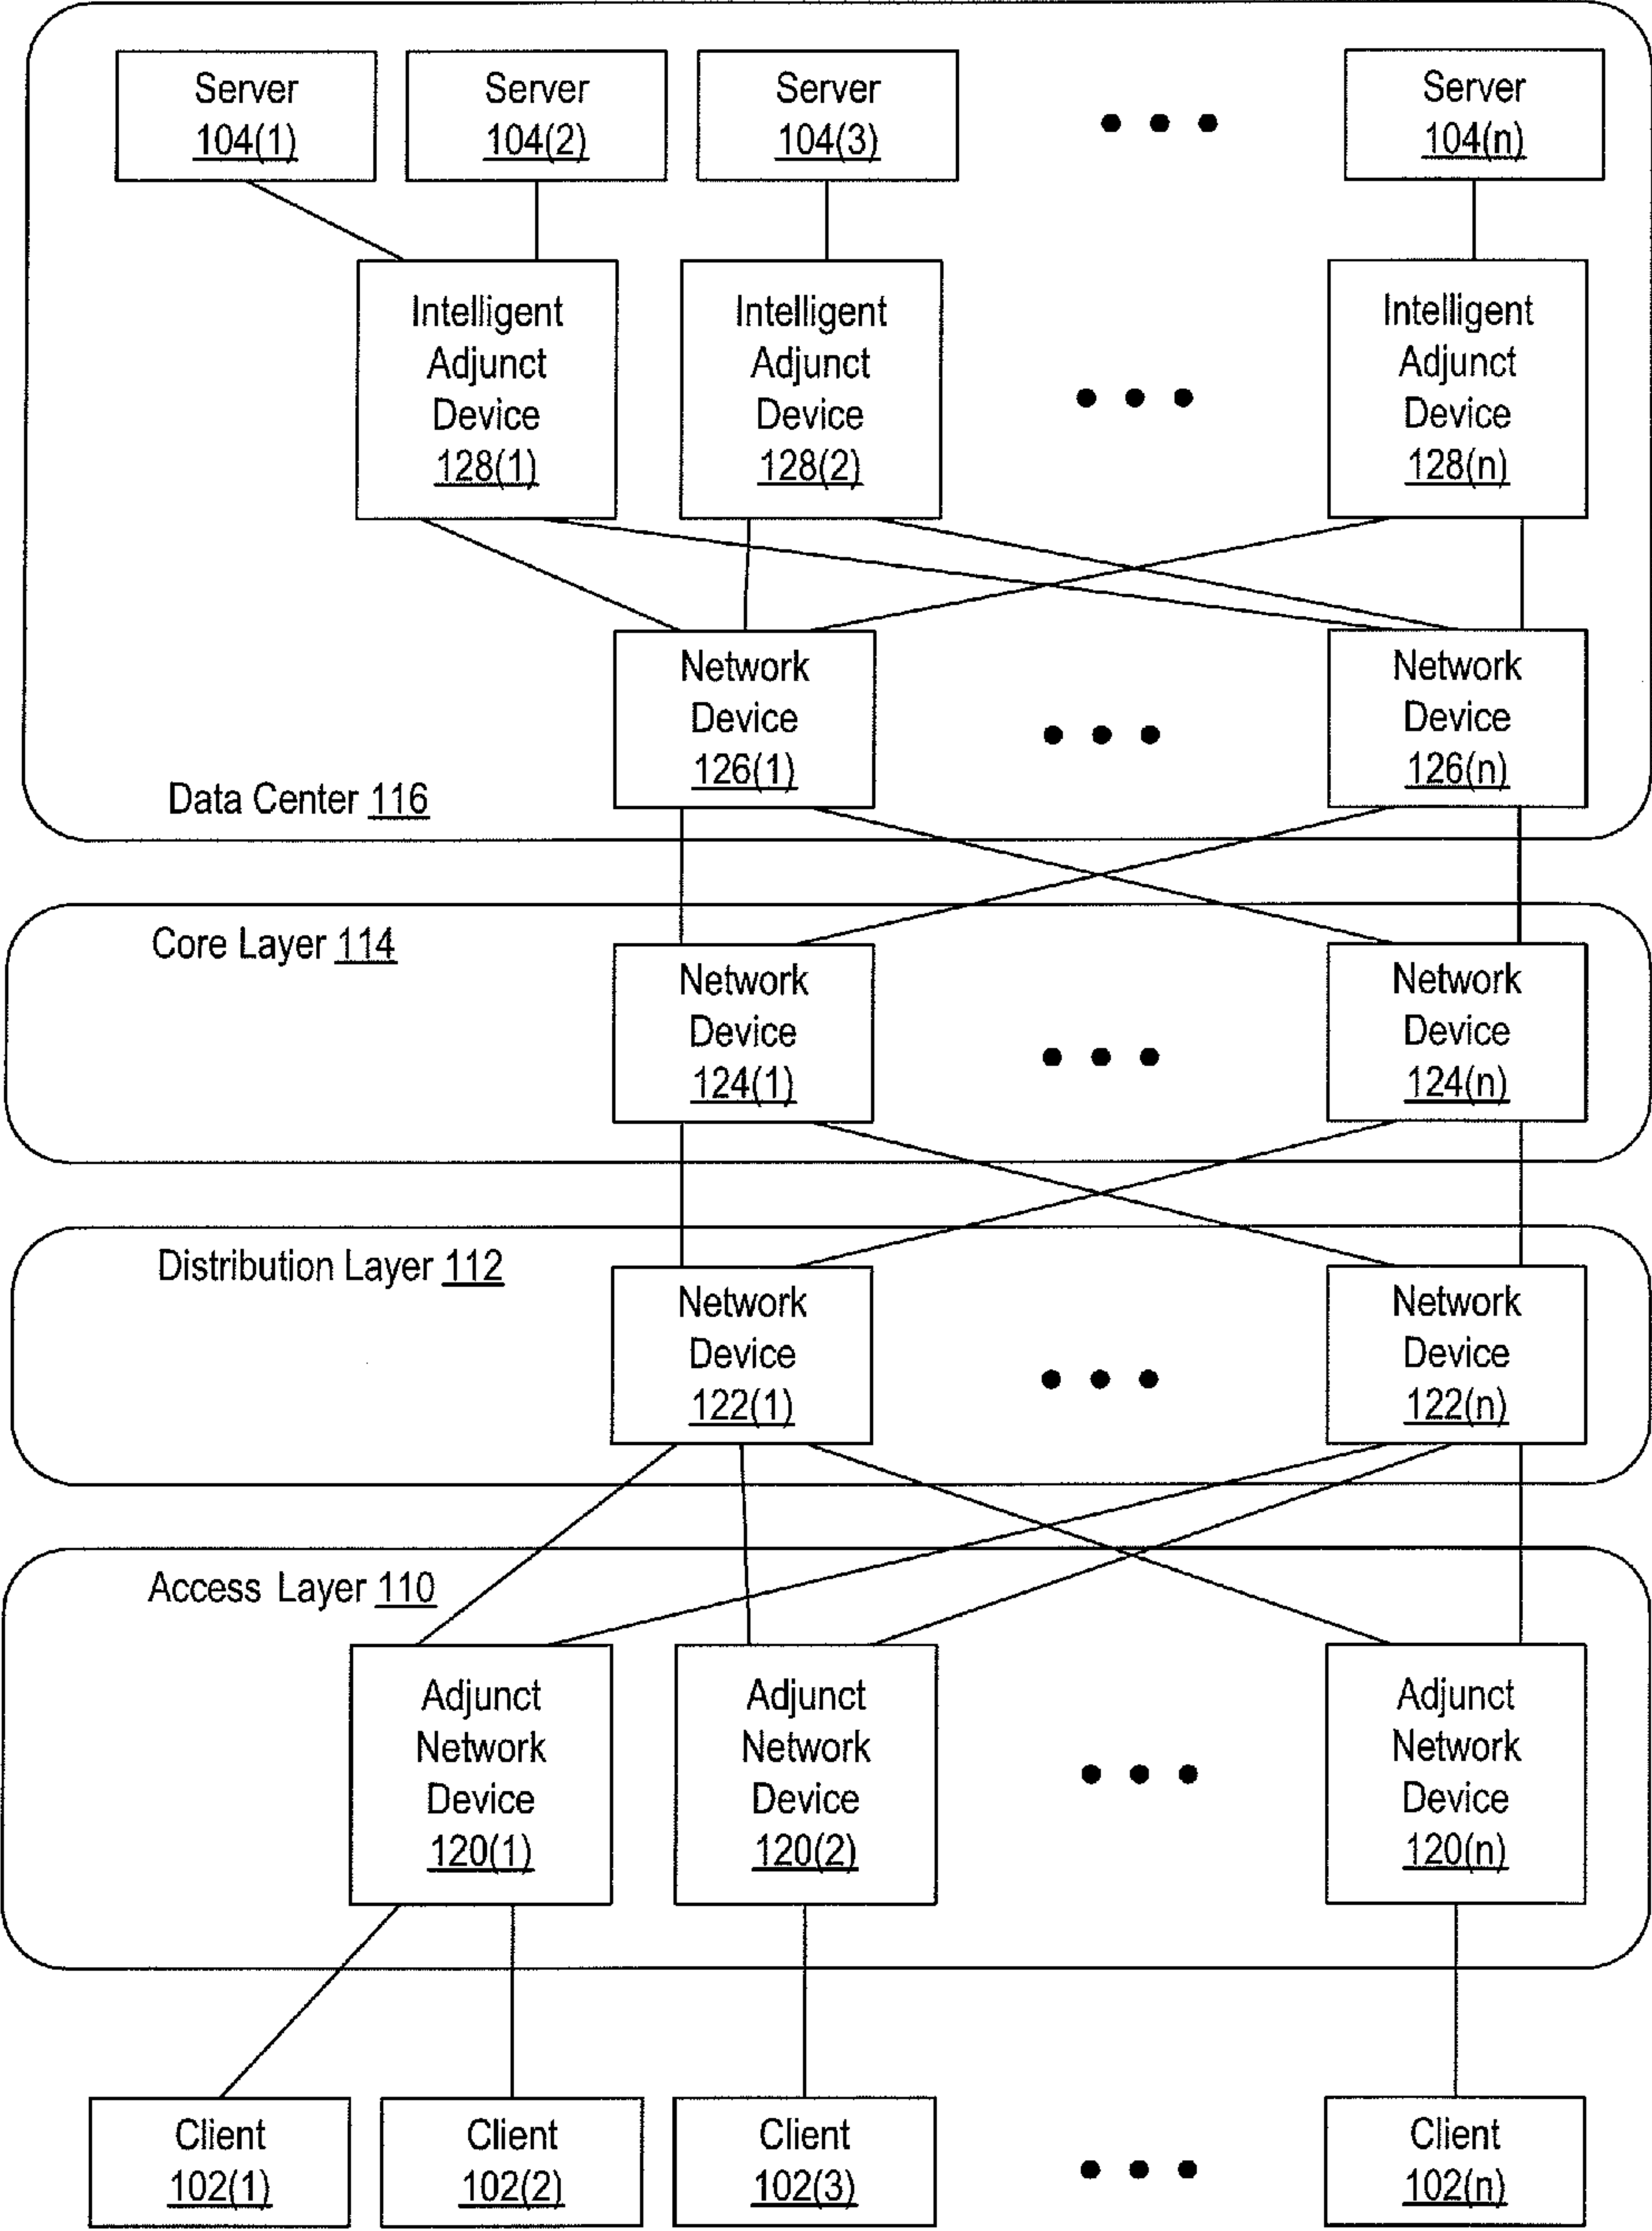 Server
104(1)
Server
104(2)
Server
104(3)
Server
104(n)
Intelligent
Adjunct
Device
128(1)
Intelligent
Adjunct
Device
128(2)
Intelligent
Adjunct
Device
128(n)
Network
Device
126(1)
Network
Device
126(n)
Data Center 116
Core Layer 114
Network
Device
124(1)
Network
Device
124(n)
Distribution Layer 112
Network
Device
122(1)
Network
Device
122(n)
Access Layer 110
Adjunct
Network
Device
120(1)
Adjunct
Network
Device
120(2)
Adjunct
Network
Device
120(n)
Client
102(1)
Client
102(2)
Client
102(3)
Client
102(n)